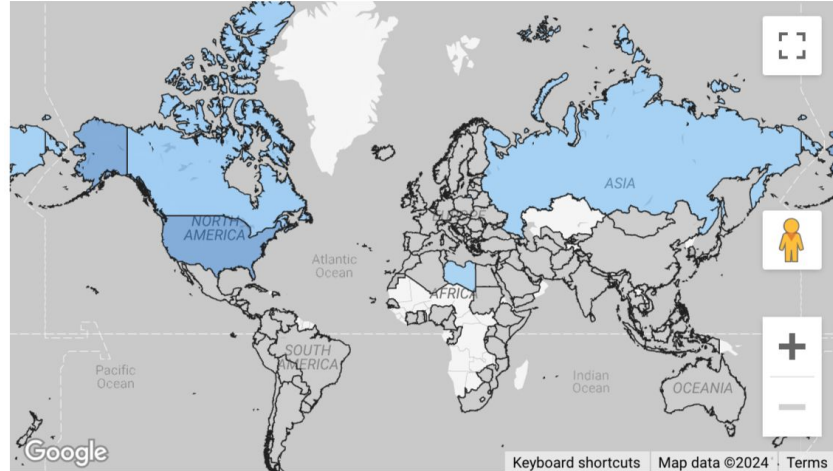 ASIA
NORTH
AMERICA
Atlantic
Ocean
AFRICA
SOUTH
AMERICA
Pacific
Ocean
Indian
Ocean
OCEANIA
Google
Keyboard shortcuts
Map data ©2024
Terms